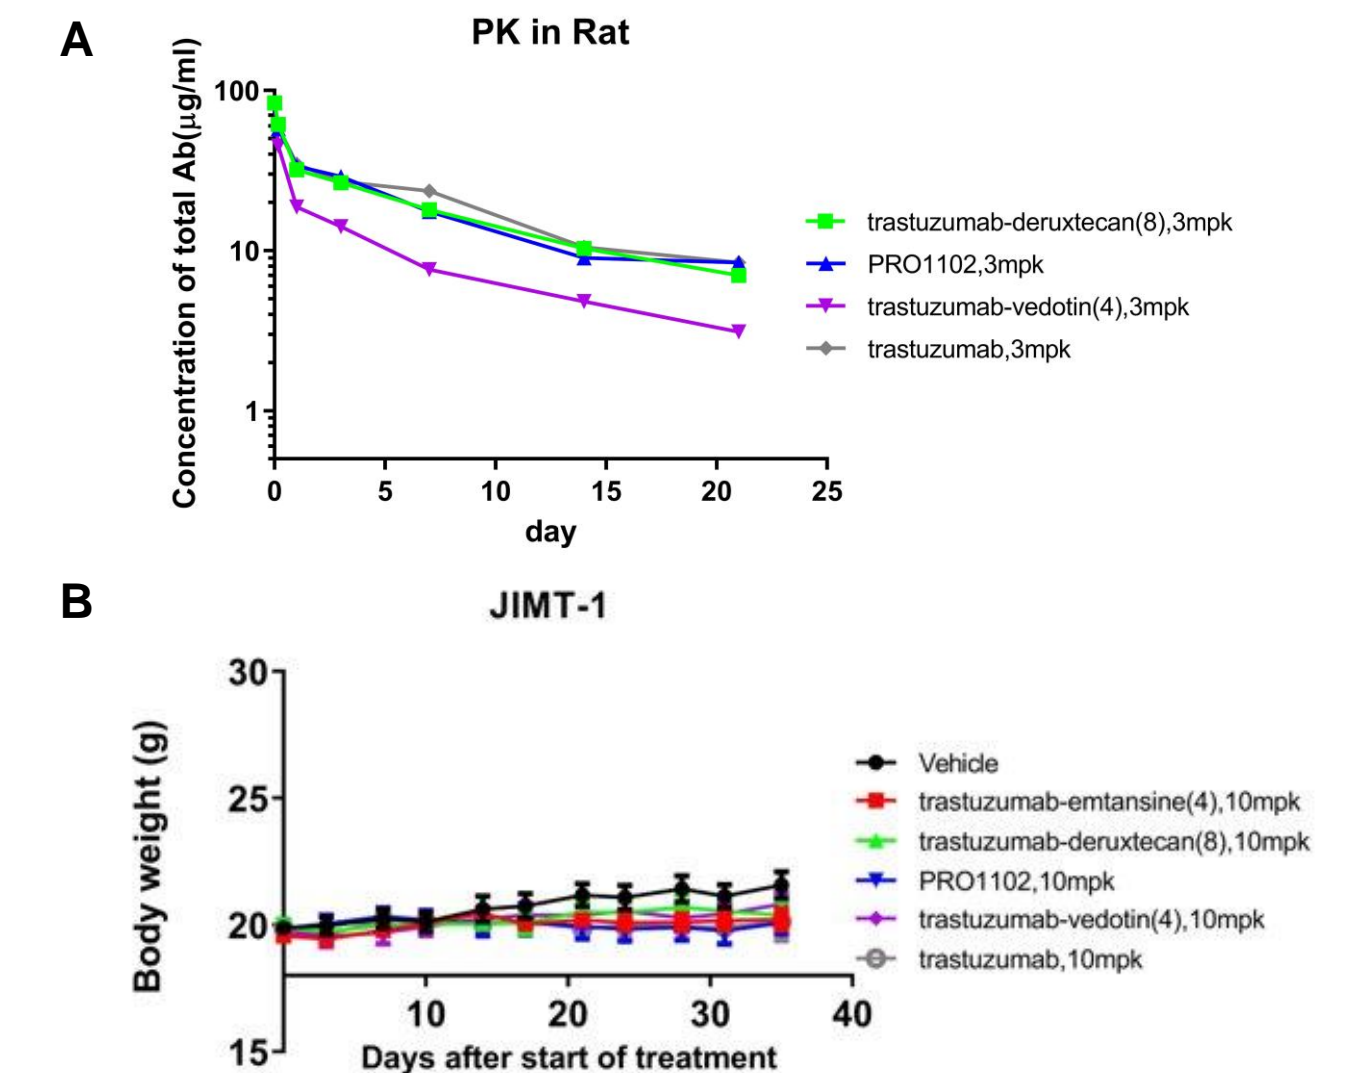 A
PK in Rat
Concentration of total Ab(μg/ml)
100
10
1
0 5 10 15 20 25
day
trastuzumab-deruxtecan(8),3mpk
PRO1102,3mpk
trastuzumab-vedotin(4),3mpk
trastuzumab,3mpk
B
JIMT-1
Body weight (g)
30
25
20
15
10 20 30 40
Days after start of treatment
Vehicle
trastuzumab-emtansine(4),10mpk
trastuzumab-deruxtecan(8),10mpk
PRO1102,10mpk
trastuzumab-vedotin(4),10mpk
trastuzumab,10mpk